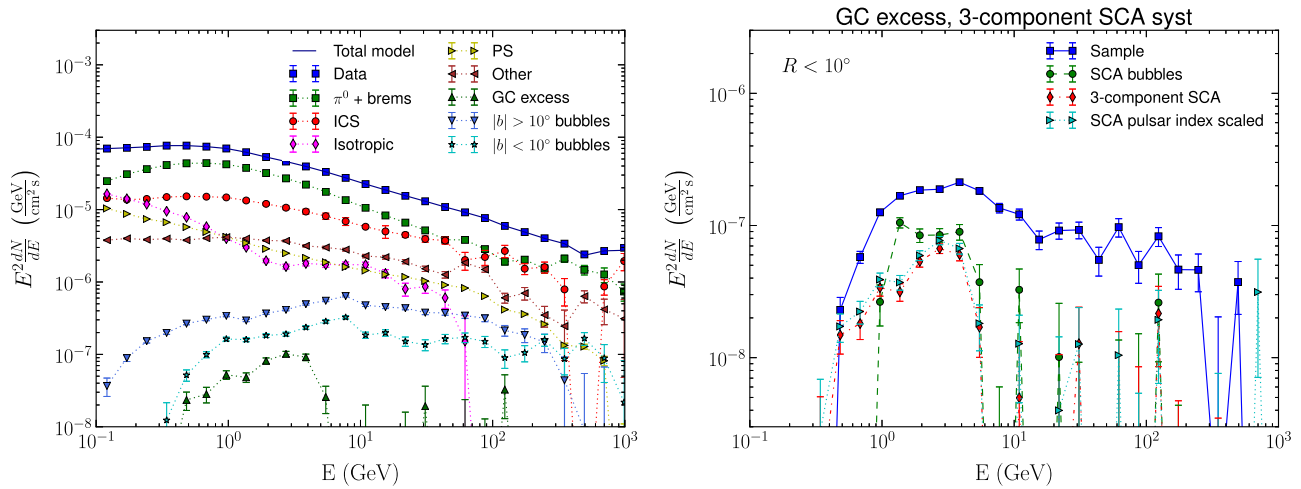 GC excess, 3-component SCA syst
Total model
Data
π⁰ + brems
ICS
Isotropic
PS
Other
GC excess
|b| > 10° bubbles
|b| < 10° bubbles
10⁻³
10⁻⁴
10⁻⁵
10⁻⁶
10⁻⁷
10⁻⁸
E² dN/dE (GeV/cm² s)
10⁻¹ 10⁰ 10¹ 10² 10³
E (GeV)
R < 10°
Sample
SCA bubbles
3-component SCA
SCA pulsar index scaled
10⁻⁶
10⁻⁷
10⁻⁸
E² dN/dE (GeV/cm² s)
10⁻¹ 10⁰ 10¹ 10² 10³
E (GeV)